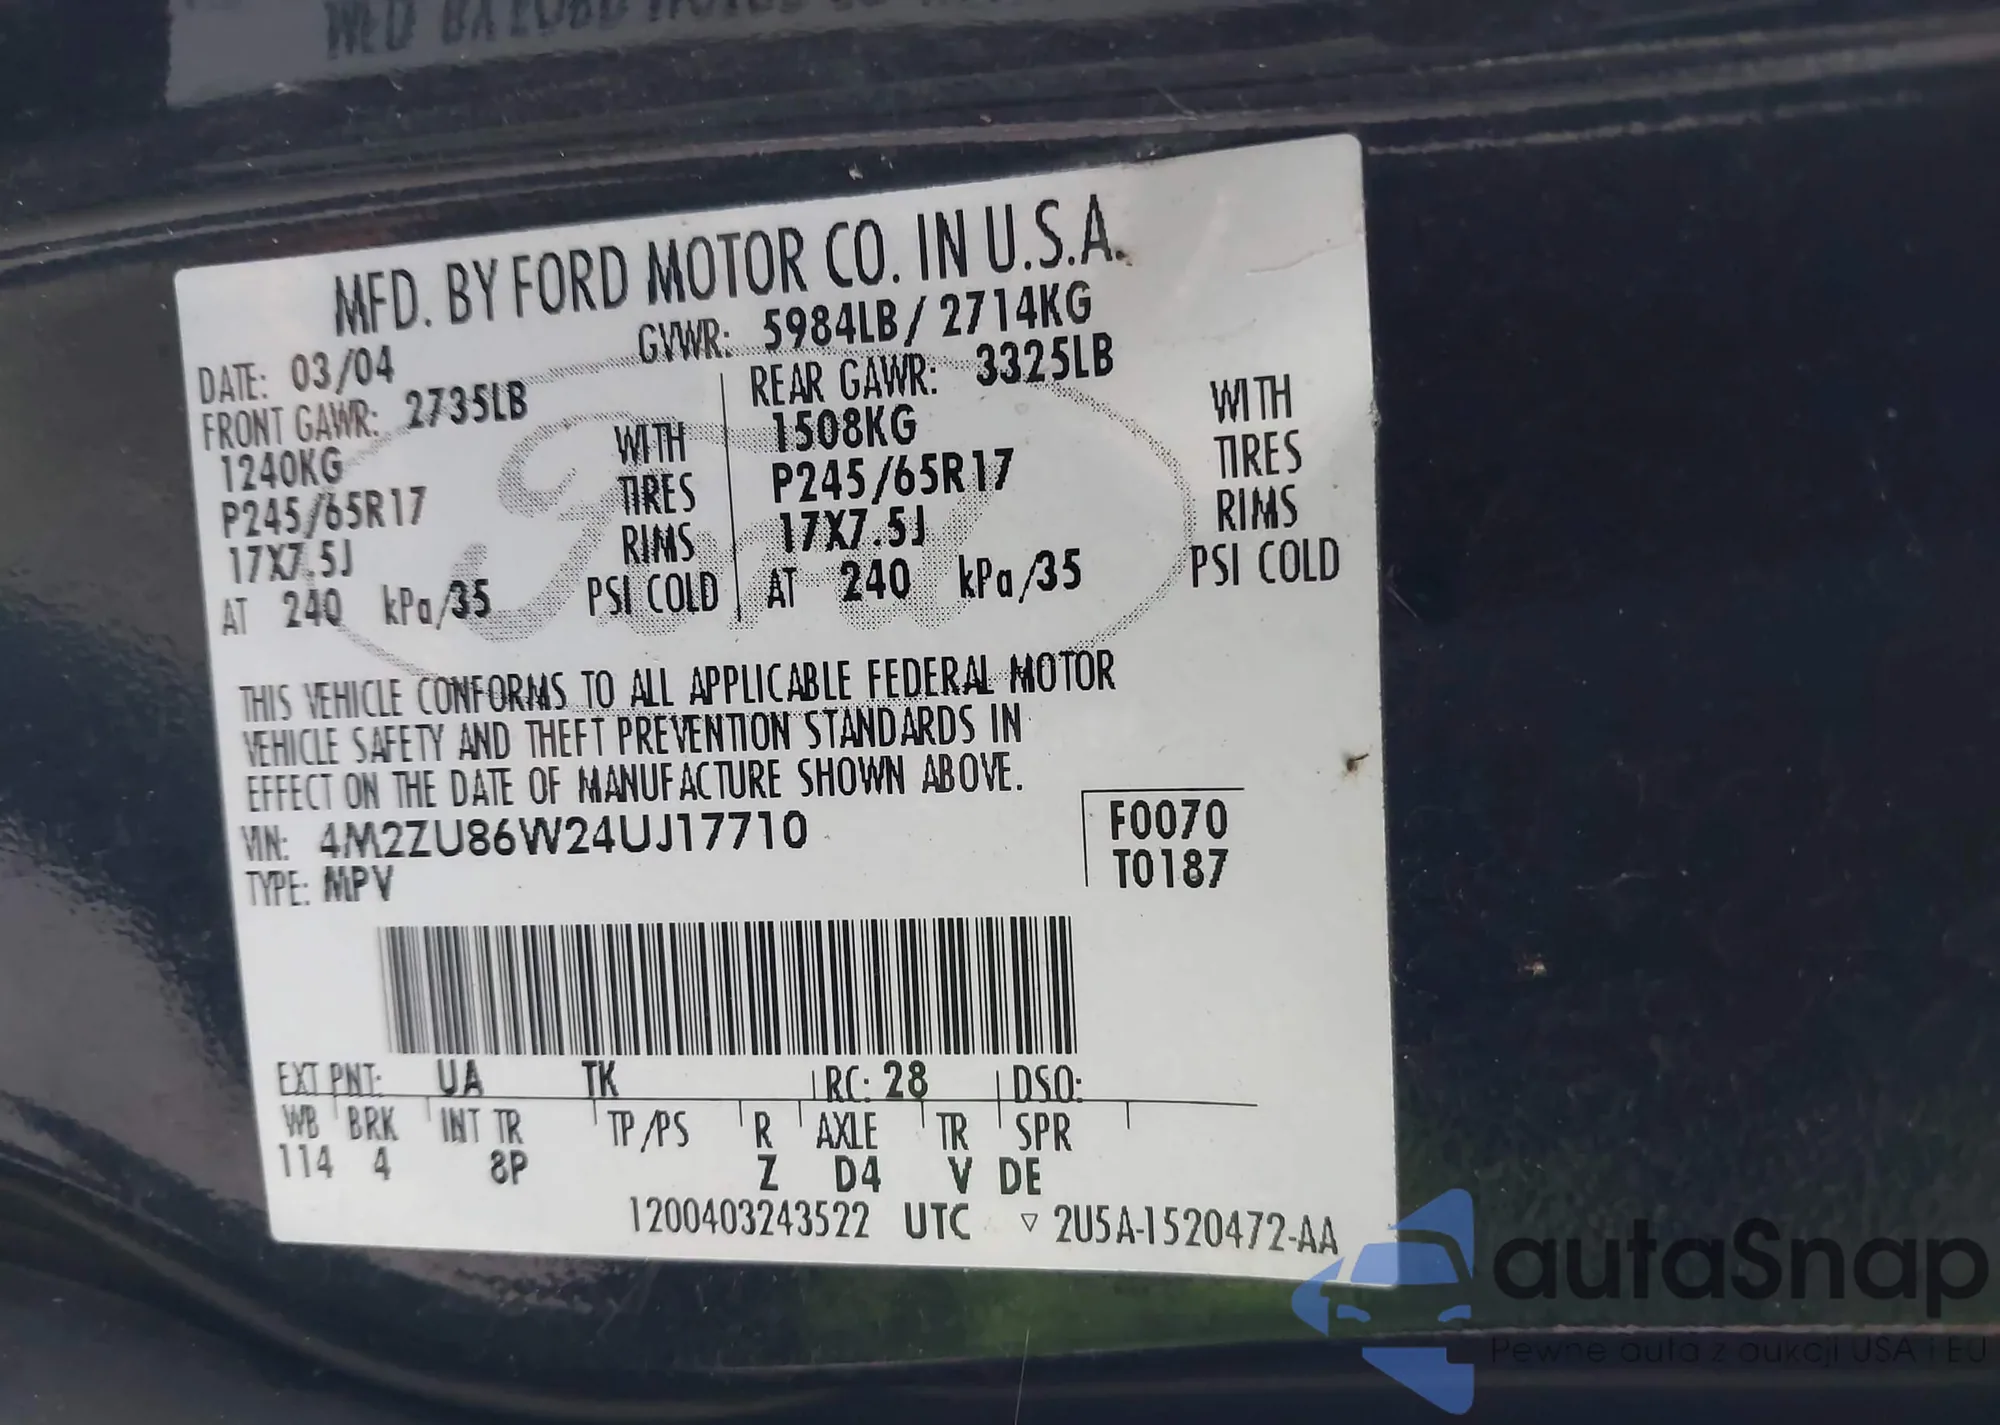 MFD. BY FORD MOTOR CO. IN U.S.A.
DATE: 03/04 GVWR: 5984LB/2714KG
FRONT GAWR: 2735LB REAR GAWR: 3325LB
1240KG WITH 1508KG WITH
P245/65R17 TIRES P245/65R17 TIRES
17X7.5J RIMS 17X7.5J RIMS
AT 240 kPa/35 PSI COLD AT 240 kPa/35 PSI COLD
THIS VEHICLE CONFORMS TO ALL APPLICABLE FEDERAL MOTOR
VEHICLE SAFETY AND THEFT PREVENTION STANDARDS IN
EFFECT ON THE DATE OF MANUFACTURE SHOWN ABOVE.
VIN: 4M2ZU86W24UJ17710 F0070
TYPE: MPV T0187
EXT PNT: UA TK RC: 28 DSO:
WB BRK INT TR TP/PS R AXLE TR SPR
114 4 8P Z D4 V DE
1200403243522 UTC ▽ 2U5A-1520472-AA
autaSnap
Pewne auta z aukcji USA i EU